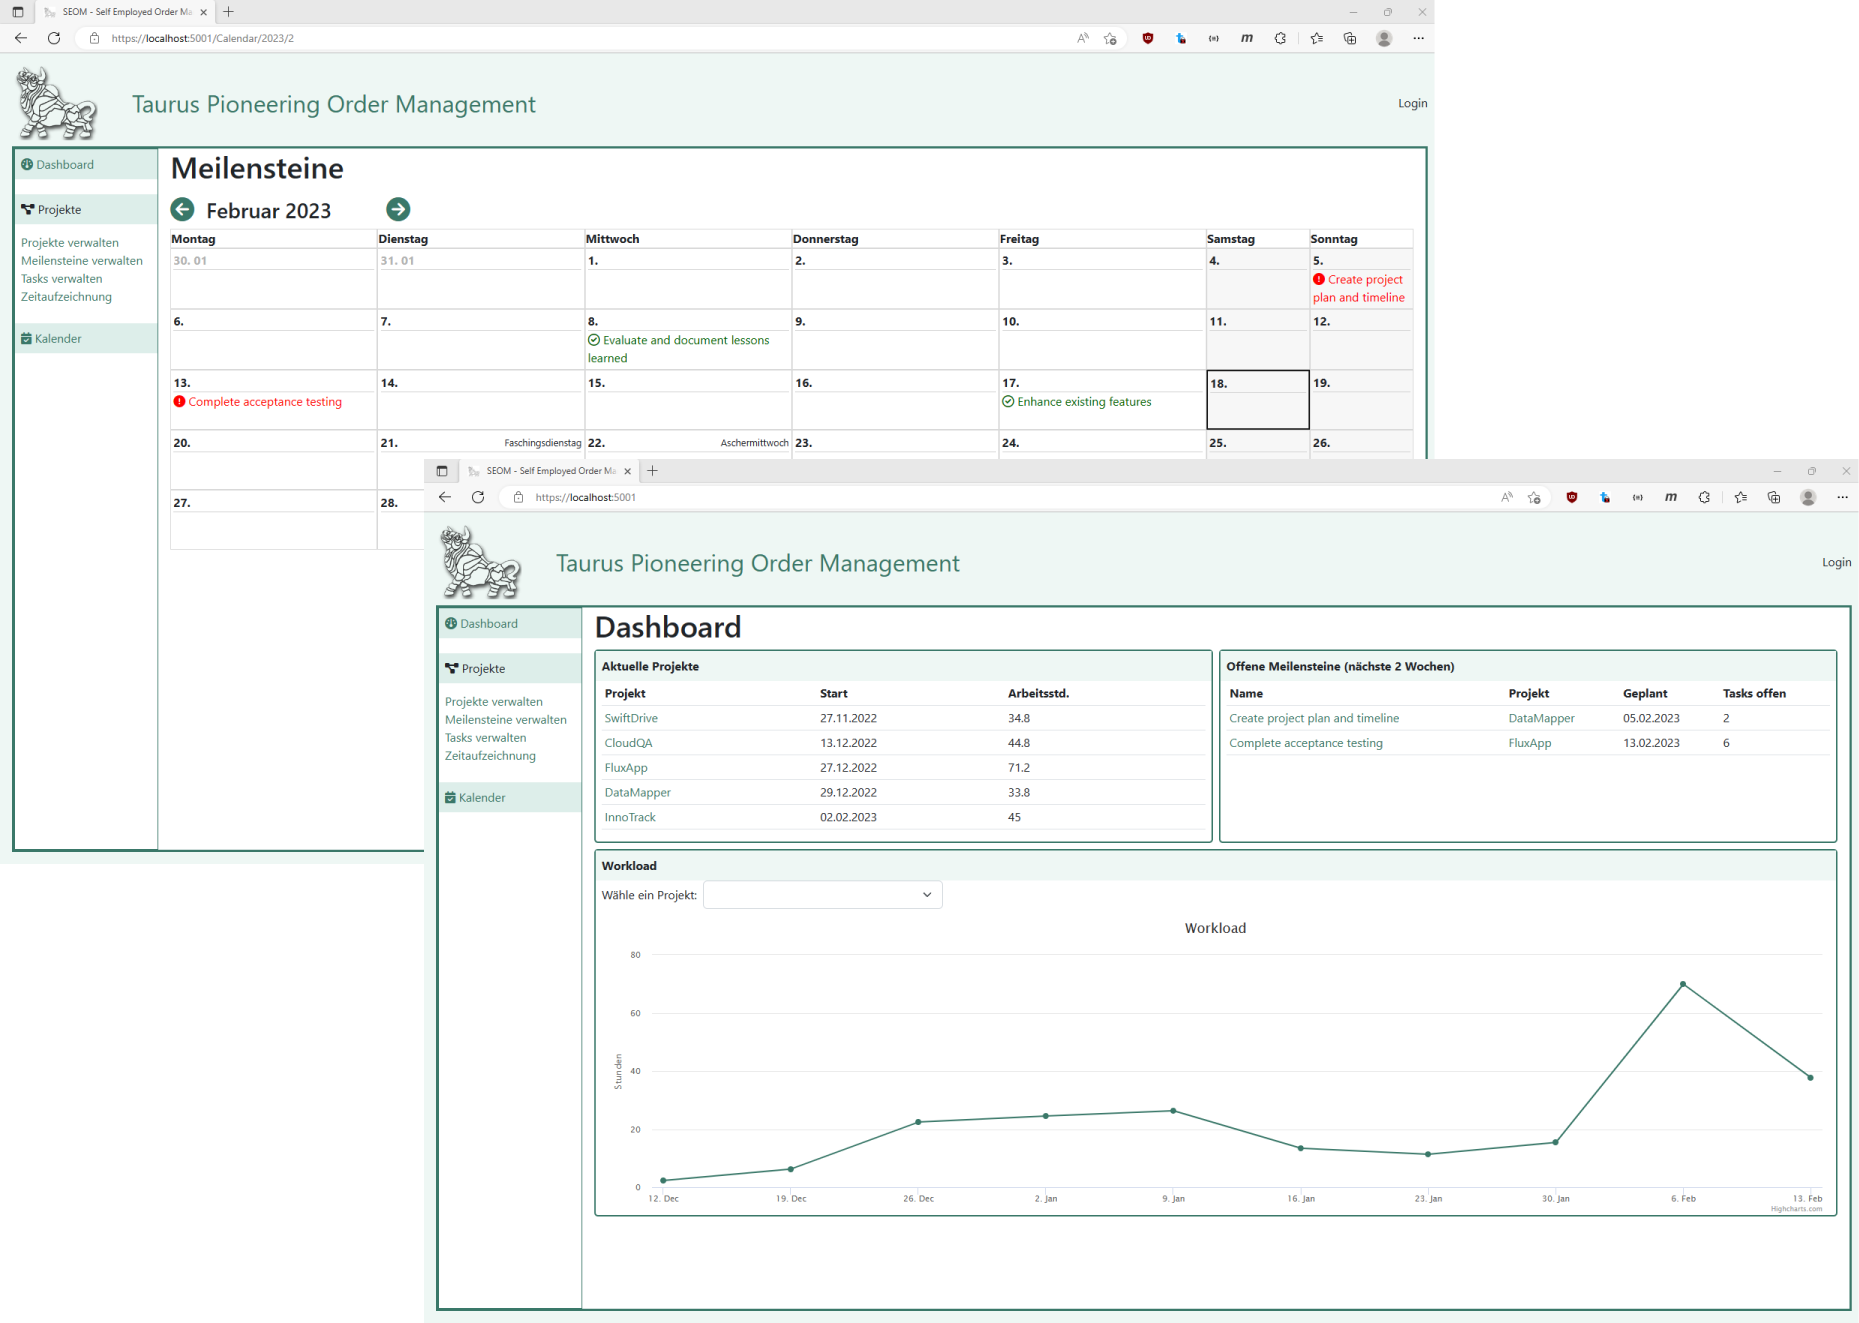 SEOM - Self Employed Order Ma
https://localhost:5001/Calendar/2023/2
Taurus Pioneering Order Management
Login
Dashboard
Projekte
Projekte verwalten
Meilensteine verwalten
Tasks verwalten
Zeitaufzeichnung
Kalender
Meilensteine
Februar 2023
Montag Dienstag Mittwoch Donnerstag Freitag Samstag Sonntag
30. 01 31. 01 1. 2. 3. 4. 5.
Create project
plan and timeline
6. 7. 8. 9. 10. 11. 12.
Evaluate and document lessons
learned
13. 14. 15. 16. 17. 18. 19.
Complete acceptance testing Enhance existing features
20. 21. Faschingsdienstag 22. Aschermittwoch 23. 24. 25. 26.
27. 28.
SEOM - Self Employed Order Ma
https://localhost:5001
Taurus Pioneering Order Management
Login
Dashboard
Projekte
Projekte verwalten
Meilensteine verwalten
Tasks verwalten
Zeitaufzeichnung
Kalender
Dashboard
Aktuelle Projekte
Projekt Start Arbeitsstd.
SwiftDrive 27.11.2022 34.8
CloudQA 13.12.2022 44.8
FluxApp 27.12.2022 71.2
DataMapper 29.12.2022 33.8
InnoTrack 02.02.2023 45
Offene Meilensteine (nächste 2 Wochen)
Name Projekt Geplant Tasks offen
Create project plan and timeline DataMapper 05.02.2023 2
Complete acceptance testing FluxApp 13.02.2023 6
Workload
Wähle ein Projekt:
Workload
80
60
40
20
0
Stunden
12. Dec 19. Dec 26. Dec 2. Jan 9. Jan 16. Jan 23. Jan 30. Jan 6. Feb 13. Feb
Highcharts.com